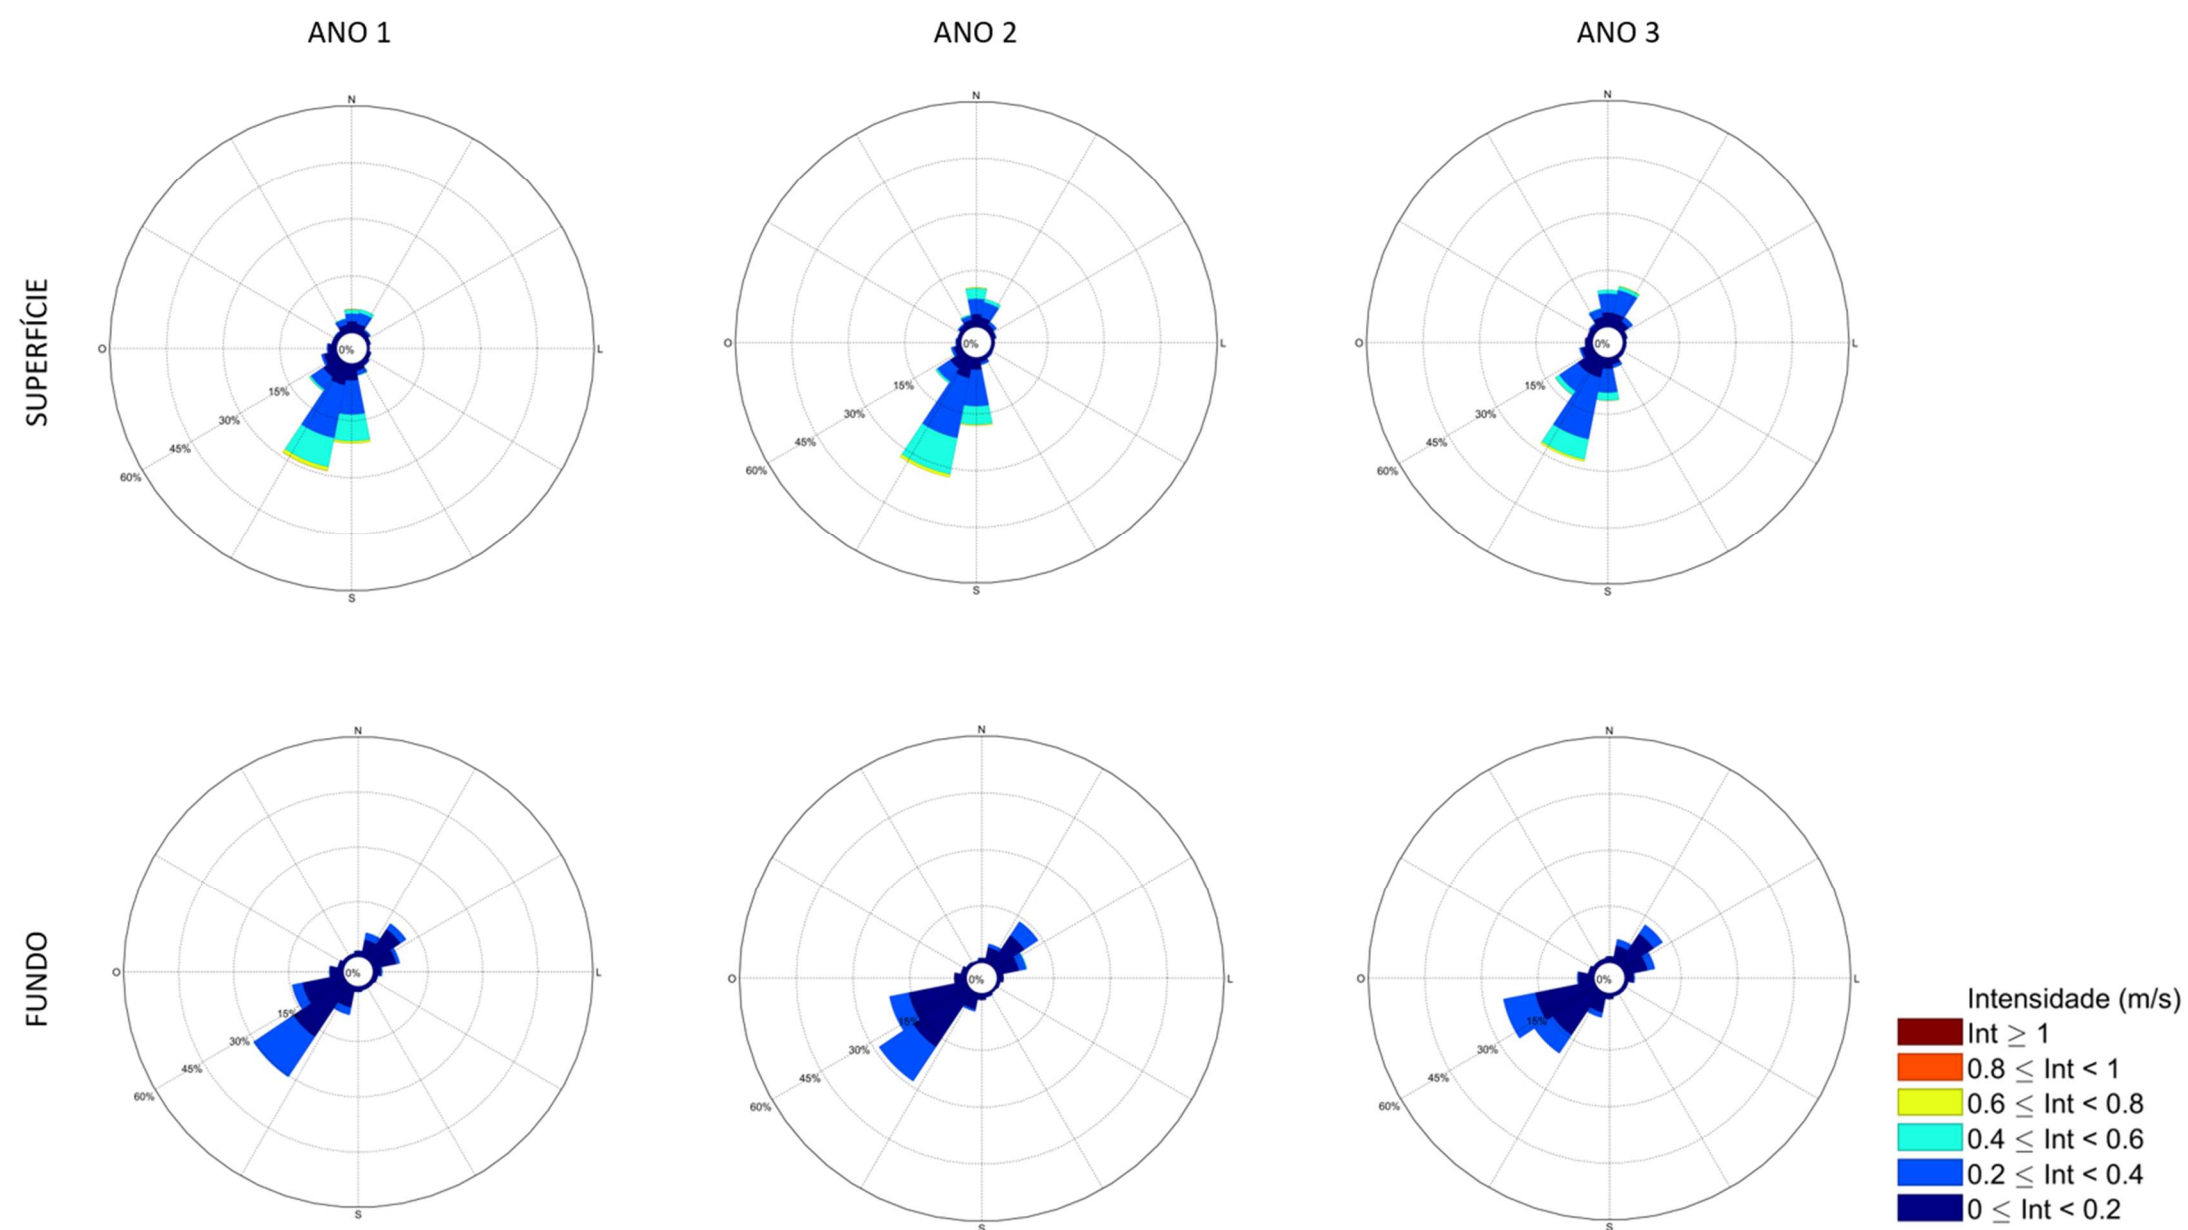 ANO 1 ANO 2 ANO 3
SUPERFÍCIE
N
O 0% L
15%
30%
45%
60%
S
N
O 0% L
15%
30%
45%
60%
S
N
O 0% L
15%
30%
45%
60%
S
FUNDO
N
O 0% L
15%
30%
45%
60%
S
N
O 0% L
15%
30%
45%
60%
S
N
O 0% L
15%
30%
45%
60%
S
Intensidade (m/s)
Int ≥ 1
0.8 ≤ Int < 1
0.6 ≤ Int < 0.8
0.4 ≤ Int < 0.6
0.2 ≤ Int < 0.4
0 ≤ Int < 0.2